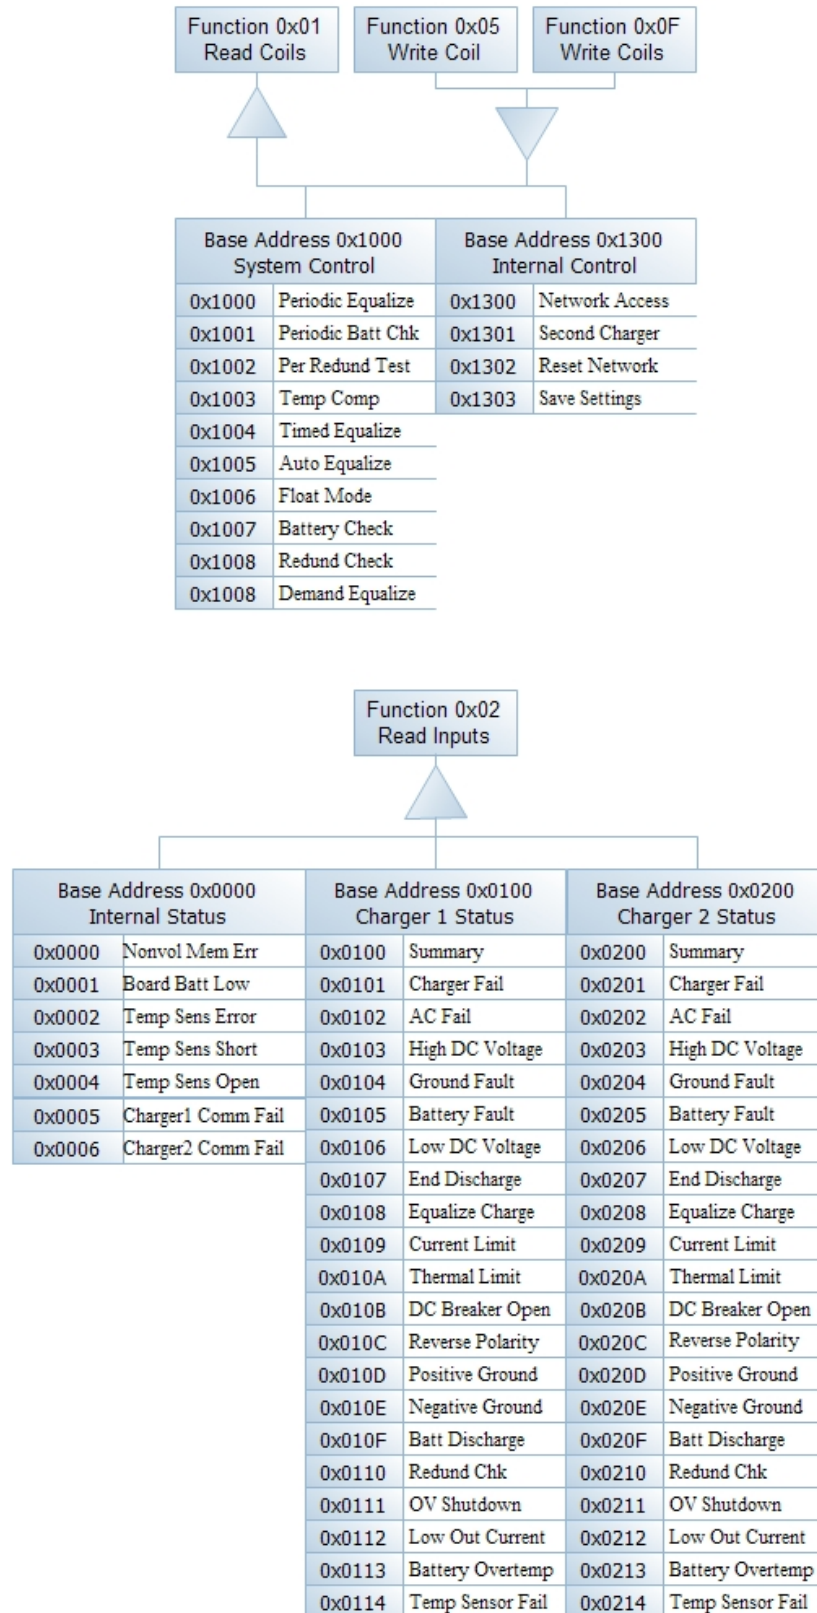 Function 0x01
Read Coils
Function 0x05
Write Coil
Function 0x0F
Write Coils
Base Address 0x1000
System Control
0x1000 Periodic Equalize
0x1001 Periodic Batt Chk
0x1002 Per Redund Test
0x1003 Temp Comp
0x1004 Timed Equalize
0x1005 Auto Equalize
0x1006 Float Mode
0x1007 Battery Check
0x1008 Redund Check
0x1008 Demand Equalize
Base Address 0x1300
Internal Control
0x1300 Network Access
0x1301 Second Charger
0x1302 Reset Network
0x1303 Save Settings
Function 0x02
Read Inputs
Base Address 0x0000
Internal Status
0x0000 Nonvol Mem Err
0x0001 Board Batt Low
0x0002 Temp Sens Error
0x0003 Temp Sens Short
0x0004 Temp Sens Open
0x0005 Charger1 Comm Fail
0x0006 Charger2 Comm Fail
Base Address 0x0100
Charger 1 Status
0x0100 Summary
0x0101 Charger Fail
0x0102 AC Fail
0x0103 High DC Voltage
0x0104 Ground Fault
0x0105 Battery Fault
0x0106 Low DC Voltage
0x0107 End Discharge
0x0108 Equalize Charge
0x0109 Current Limit
0x010A Thermal Limit
0x010B DC Breaker Open
0x010C Reverse Polarity
0x010D Positive Ground
0x010E Negative Ground
0x010F Batt Discharge
0x0110 Redund Chk
0x0111 OV Shutdown
0x0112 Low Out Current
0x0113 Battery Overtemp
0x0114 Temp Sensor Fail
Base Address 0x0200
Charger 2 Status
0x0200 Summary
0x0201 Charger Fail
0x0202 AC Fail
0x0203 High DC Voltage
0x0204 Ground Fault
0x0205 Battery Fault
0x0206 Low DC Voltage
0x0207 End Discharge
0x0208 Equalize Charge
0x0209 Current Limit
0x020A Thermal Limit
0x020B DC Breaker Open
0x020C Reverse Polarity
0x020D Positive Ground
0x020E Negative Ground
0x020F Batt Discharge
0x0210 Redund Chk
0x0211 OV Shutdown
0x0212 Low Out Current
0x0213 Battery Overtemp
0x0214 Temp Sensor Fail